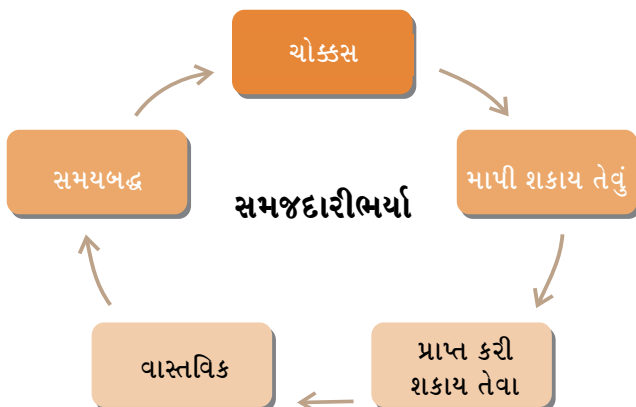 ચોક્કસ
માપી શકાય તેવું
પ્રાપ્ત કરી
શકાય તેવા
વાસ્તવિક
સમયબદ્ધ
સમજદારીભર્યા